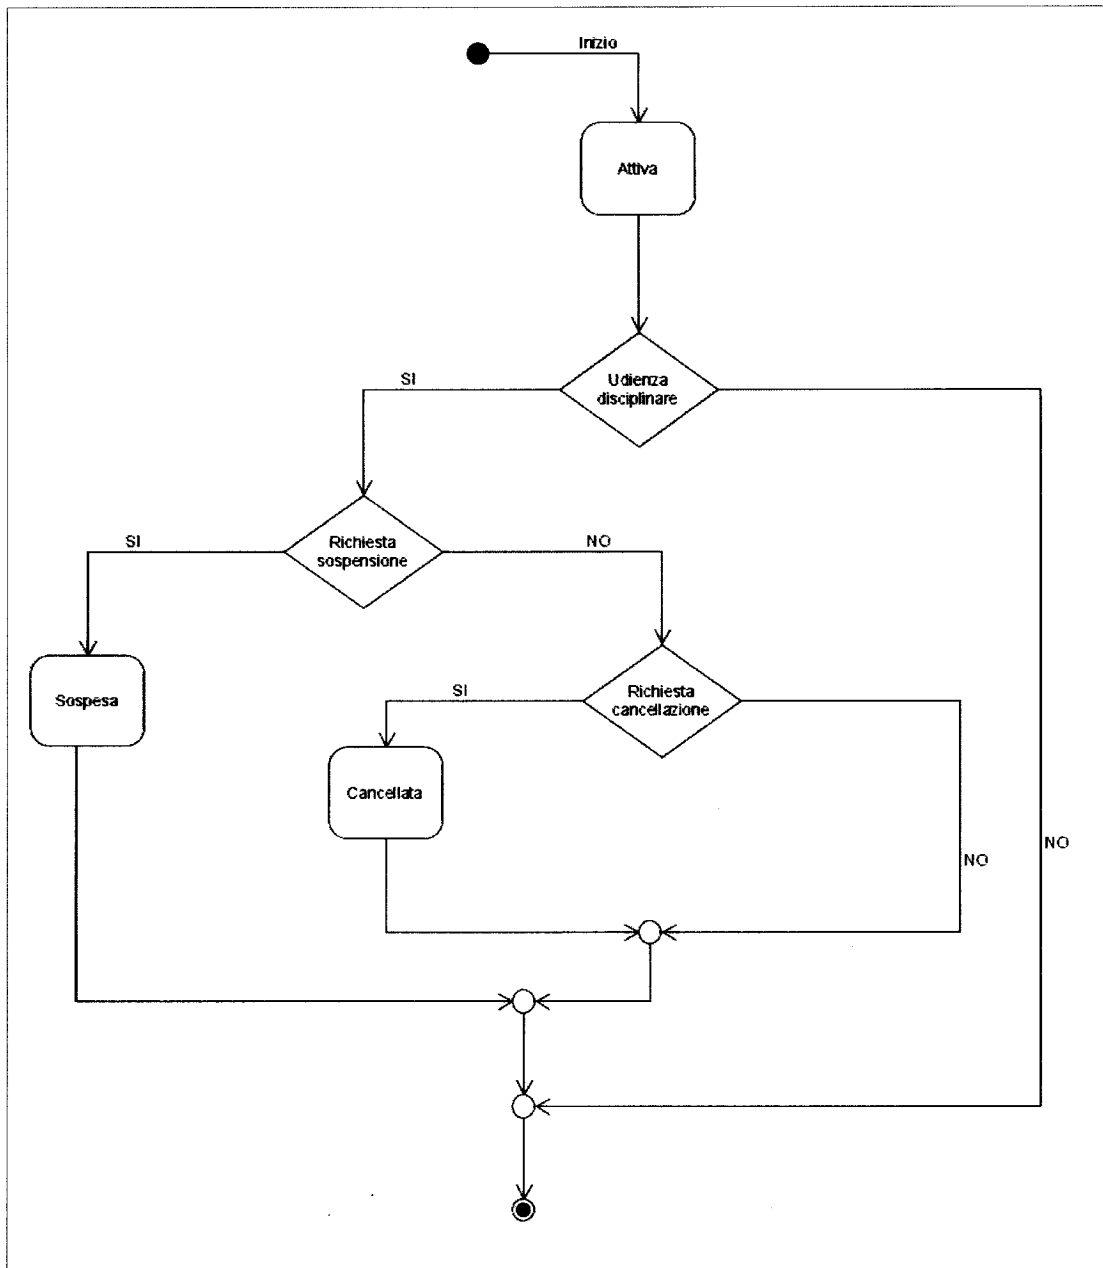 Inizio
Attiva
SI
Udienza
disciplinare
SI
Richiesta
sospensione
NO
Sospesa
SI
Richiesta
cancellazione
Cancellata
NO
NO